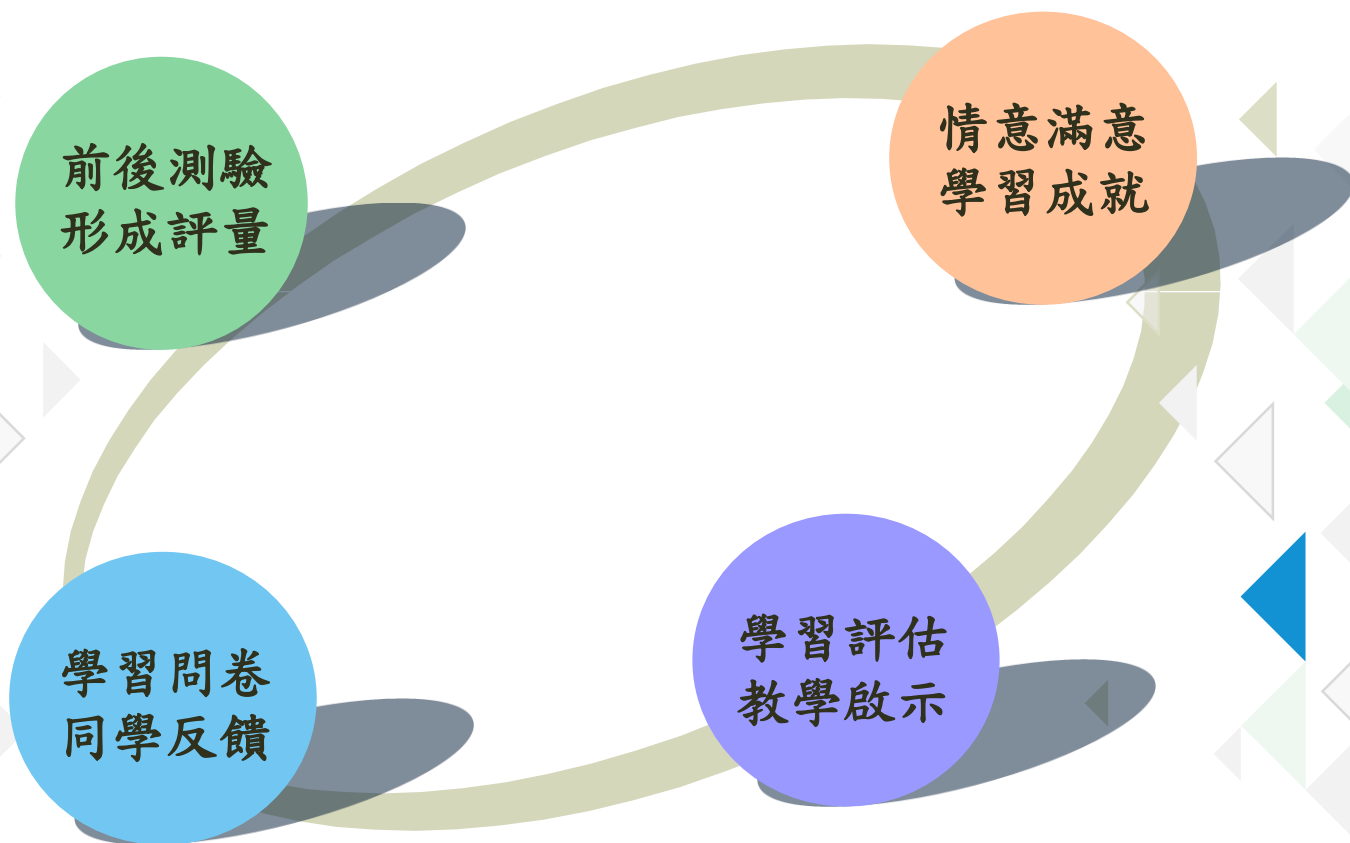 前後測驗
形成評量
情意滿意
學習成就
學習問卷
同學反饋
學習評估
教學啟示